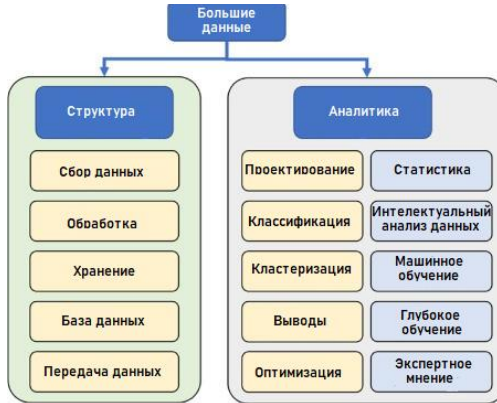 Большие
данные
Структура
Сбор данных
Обработка
Хранение
База данных
Передача данных
Аналитика
Проектирование
Статистика
Классификация
Интелектуальный
анализ данных
Кластеризация
Машинное
обучение
Выводы
Глубокое
обучение
Оптимизация
Экспертное
мнение